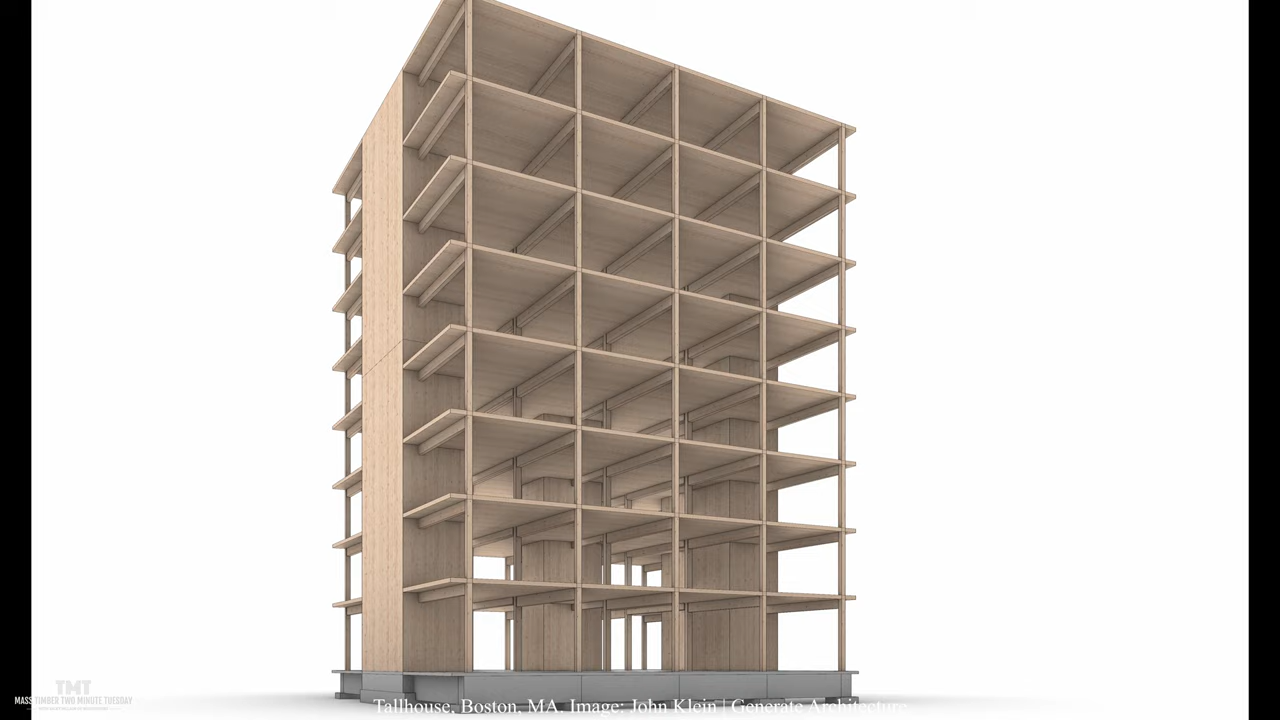 TMT
MASS TIMBER TWO MINUTE TUESDAY
Tallhouse, Boston, MA. Image: John Klein | Generate Architecture